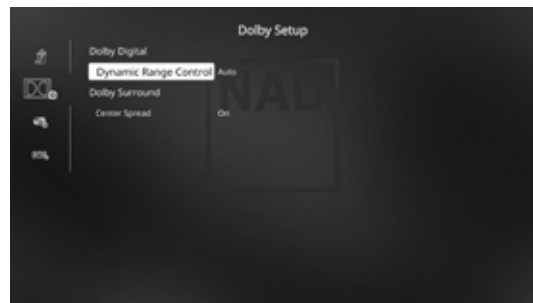 Dolby Setup
Dolby Digital
Dynamic Range Control Auto
Dolby Surround
Center Spread On
NAD